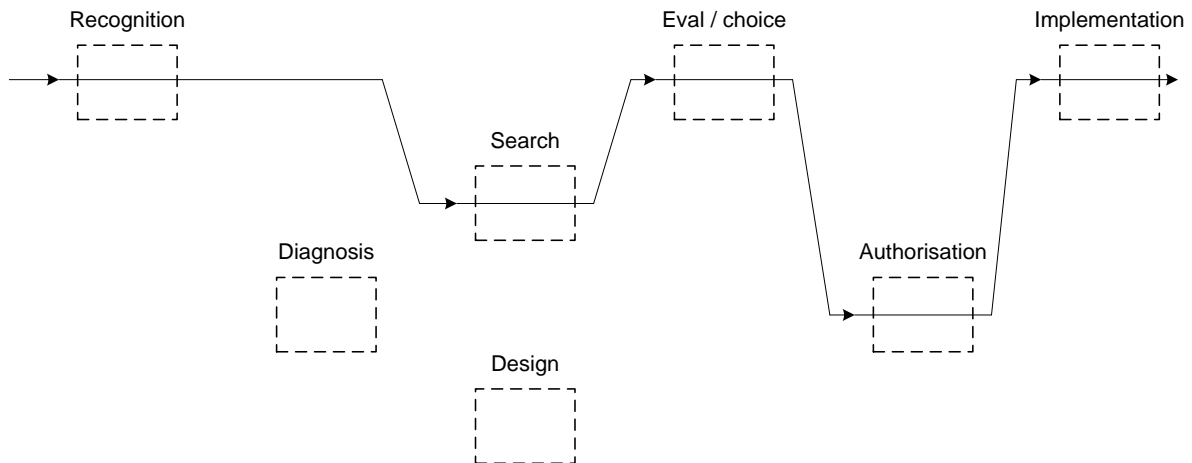 Recognition
Eval / choice
Implementation
Search
Diagnosis
Authorisation
Design